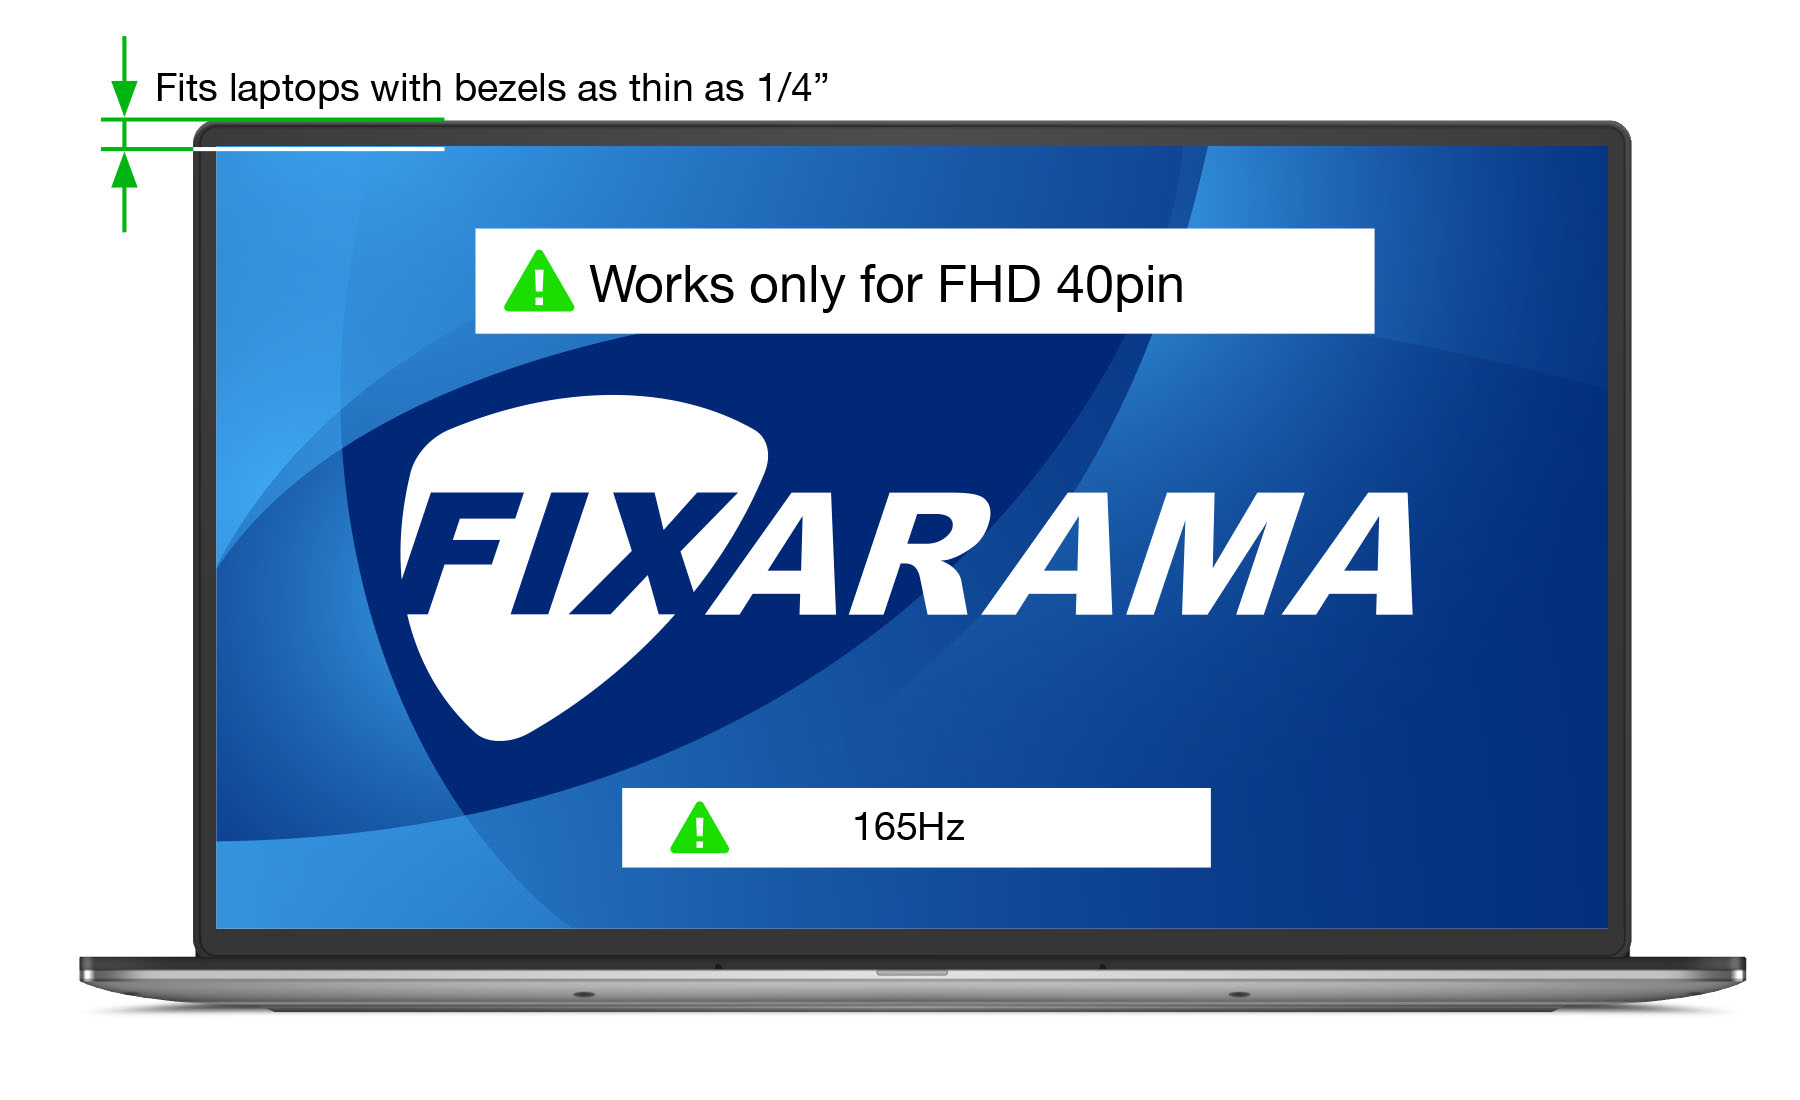 Fits laptops with bezels as thin as 1/4”
Works only for FHD 40pin
FIXARAMA
165Hz